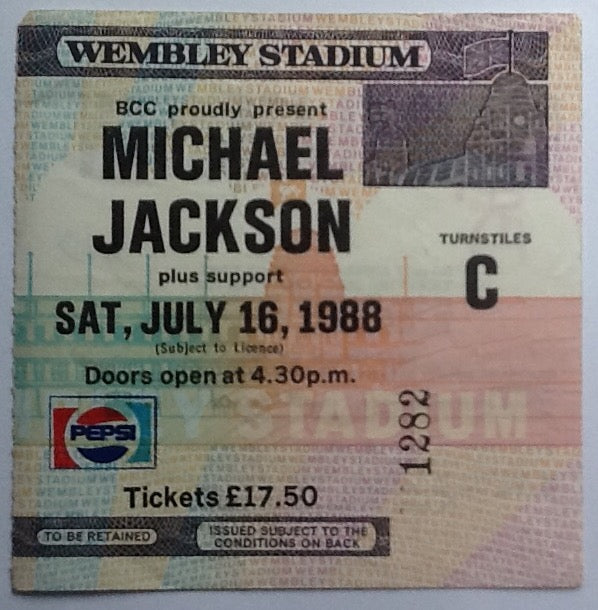 WEMBLEY STADIUM
BCC proudly present
MICHAEL
JACKSON
plus support
TURNSTILES
C
SAT, JULY 16, 1988
(Subject to Licence)
Doors open at 4.30p.m.
PEPSI
Y STADIUM
1282
Tickets £17.50
TO BE RETAINED
ISSUED SUBJECT TO THE
CONDITIONS ON BACK